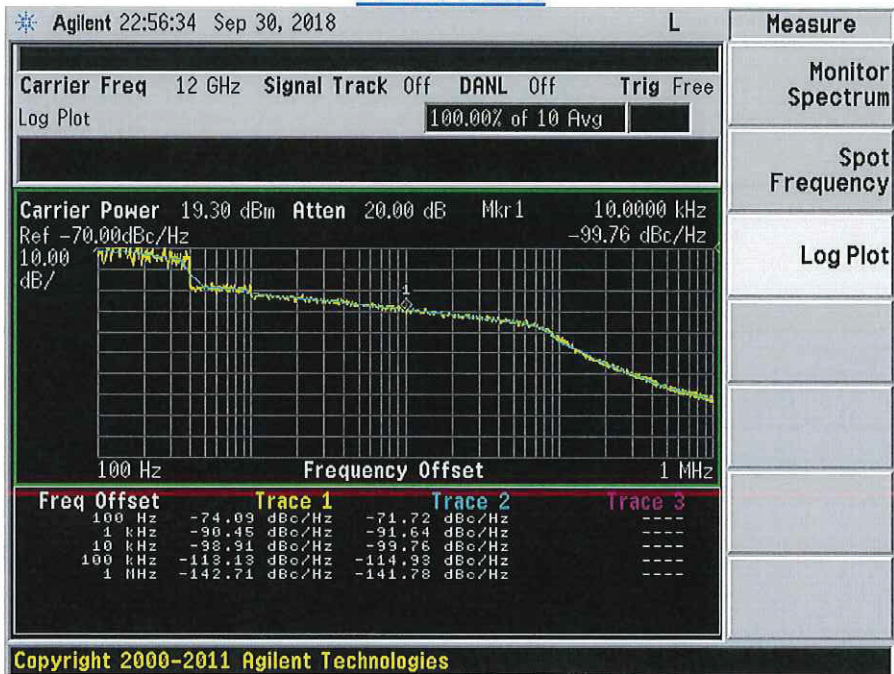 Agilent 22:56:34 Sep 30, 2018 L
Measure
Monitor
Spectrum
Spot
Frequency
Log Plot
Carrier Freq 12 GHz Signal Track Off DANL Off Trig Free
Log Plot 100.00% of 10 Avg
Carrier Power 19.30 dBm Atten 20.00 dB Mkr1 10.0000 kHz
Ref -70.00dBc/Hz -99.76 dBc/Hz
10.00
dB/
1
100 Hz Frequency Offset 1 MHz
Freq Offset Trace 1 Trace 2 Trace 3
100 Hz -74.09 dBc/Hz -71.72 dBc/Hz ----
1 kHz -90.45 dBc/Hz -91.64 dBc/Hz ----
10 kHz -98.91 dBc/Hz -99.76 dBc/Hz ----
100 kHz -113.13 dBc/Hz -114.93 dBc/Hz ----
1 MHz -142.71 dBc/Hz -141.78 dBc/Hz ----
Copyright 2000-2011 Agilent Technologies